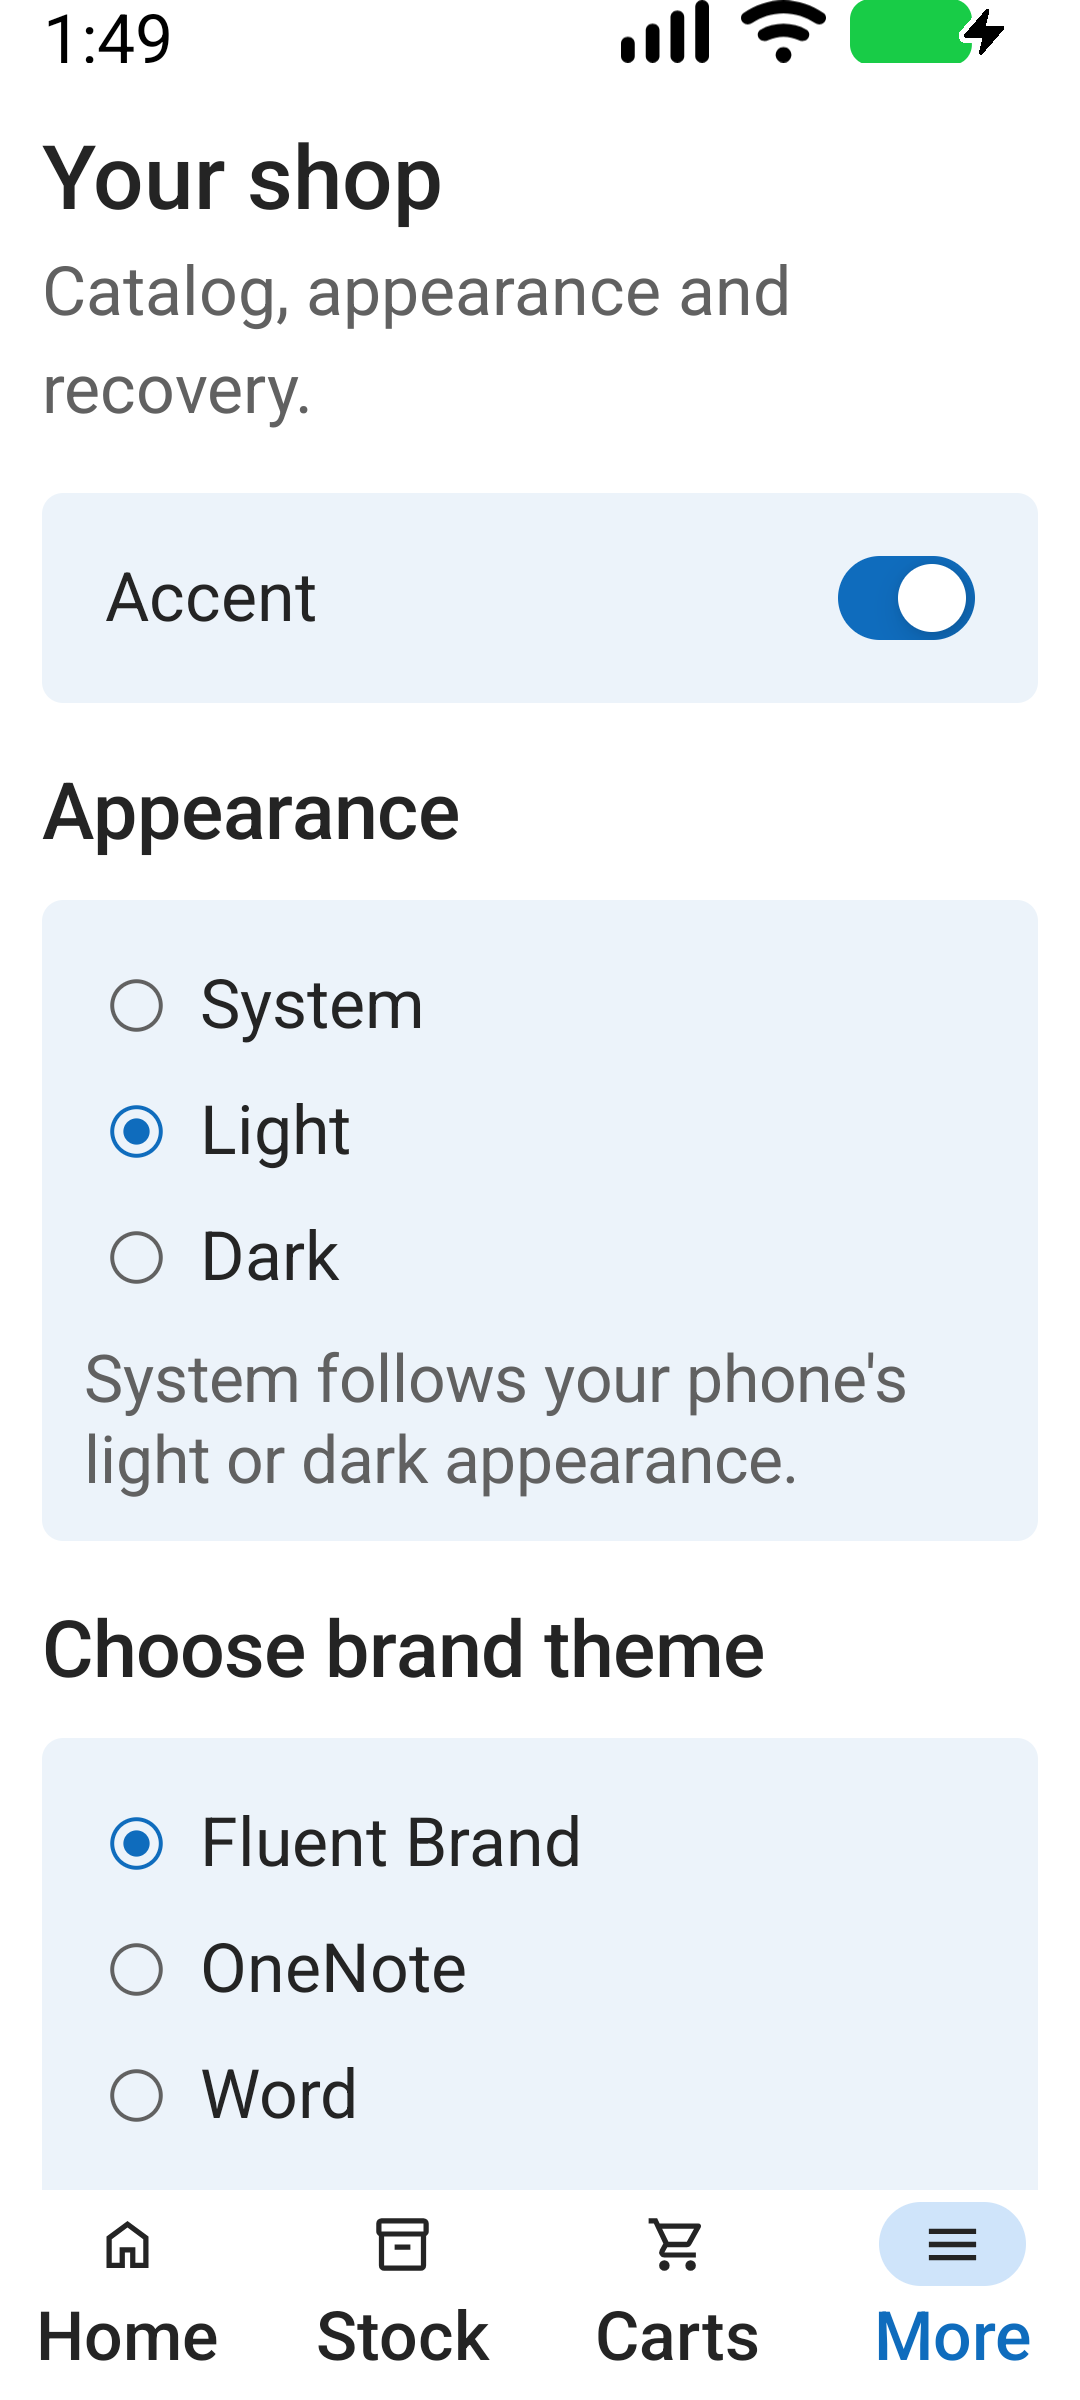 1:49
Your shop
Catalog, appearance and
recovery.
Accent
Appearance
System
Light
Dark
System follows your phone's
light or dark appearance.
Choose brand theme
Fluent Brand
OneNote
Word
Home
Stock
Carts
More